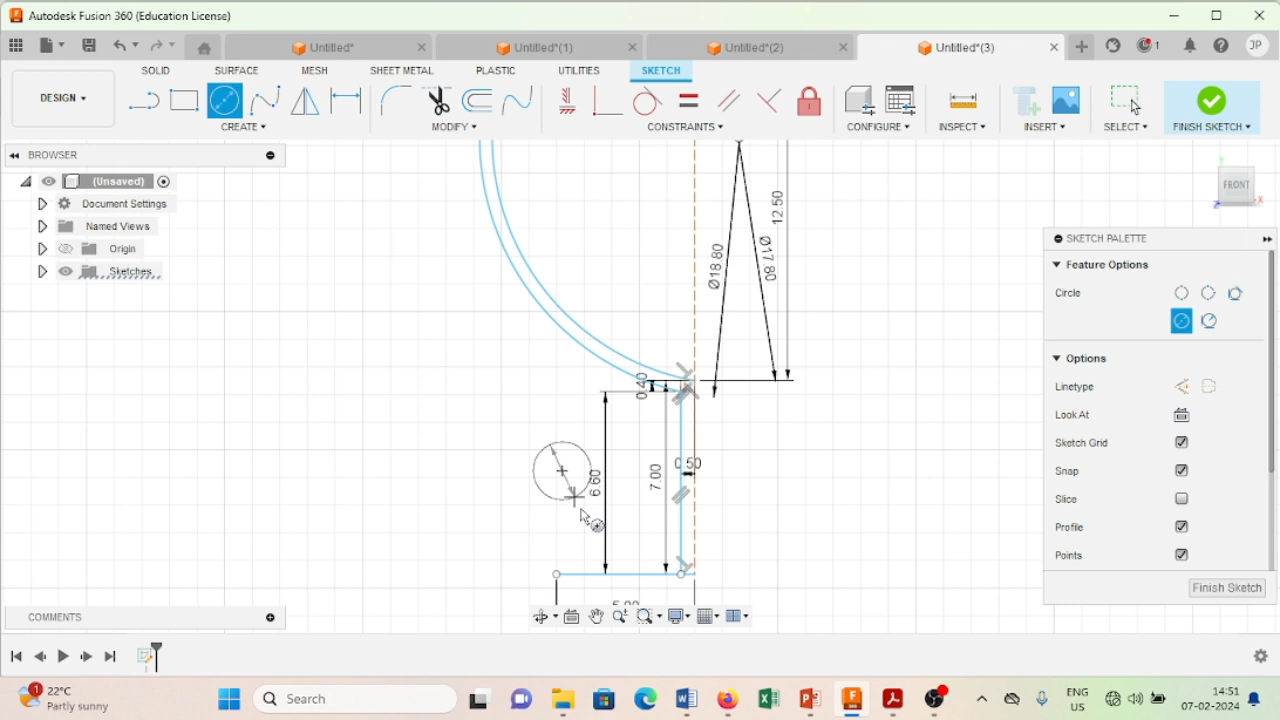 Autodesk Fusion 360 (Education License)
Untitled*
Untitled*(1)
Untitled*(2)
Untitled*(3)
1
JP
DESIGN
SOLID
SURFACE
MESH
SHEET METAL
PLASTIC
UTILITIES
SKETCH
CREATE
MODIFY
CONSTRAINTS
CONFIGURE
INSPECT
INSERT
SELECT
FINISH SKETCH
BROWSER
(Unsaved)
Document Settings
Named Views
Origin
Sketches
FRONT
Y
Z
X
12.50
Ø18.80
Ø17.80
0.40
0.50
6.60
7.00
SKETCH PALETTE
Feature Options
Circle
Options
Linetype
Look At
Sketch Grid
Snap
Slice
Profile
Points
Finish Sketch
COMMENTS
1
22°C
Partly sunny
Search
ENG
US
14:51
07-02-2024